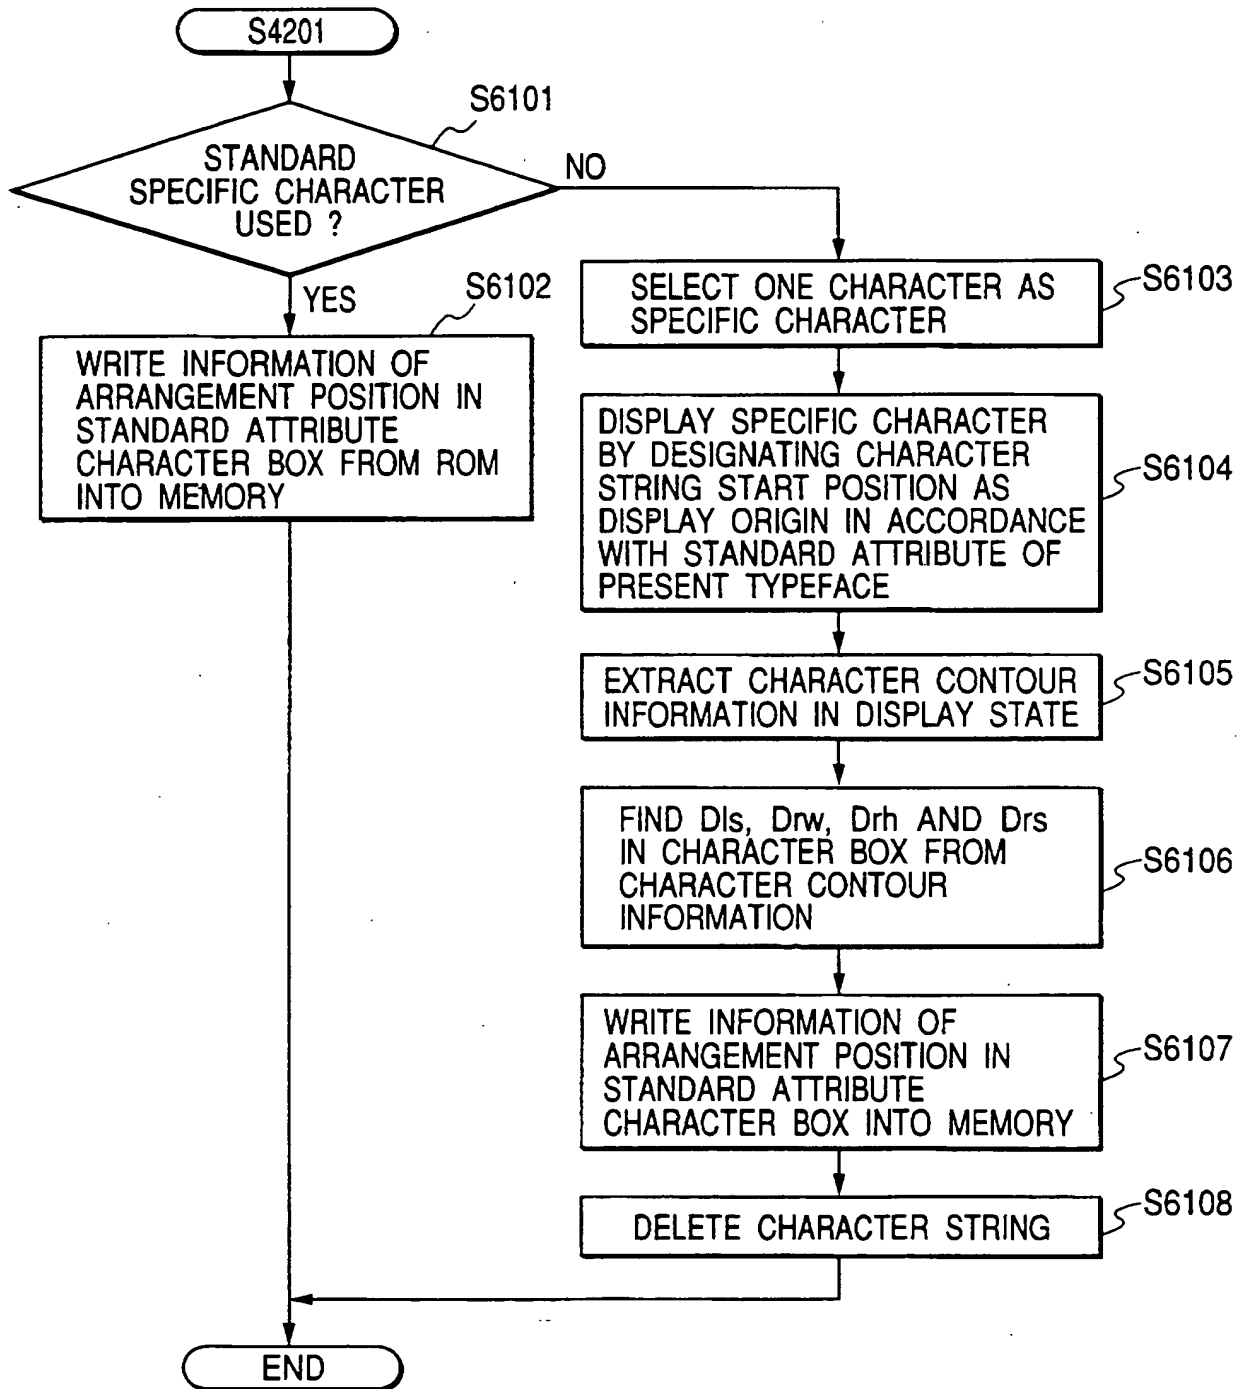 S4201
S6101
STANDARD
SPECIFIC CHARACTER
USED ?
NO
YES
S6102
WRITE INFORMATION OF
ARRANGEMENT POSITION IN
STANDARD ATTRIBUTE
CHARACTER BOX FROM ROM
INTO MEMORY
SELECT ONE CHARACTER AS
SPECIFIC CHARACTER
S6103
DISPLAY SPECIFIC CHARACTER
BY DESIGNATING CHARACTER
STRING START POSITION AS
DISPLAY ORIGIN IN ACCORDANCE
WITH STANDARD ATTRIBUTE OF
PRESENT TYPEFACE
S6104
EXTRACT CHARACTER CONTOUR
INFORMATION IN DISPLAY STATE
S6105
FIND Dls, Drw, Drh AND Drs
IN CHARACTER BOX FROM
CHARACTER CONTOUR
INFORMATION
S6106
WRITE INFORMATION OF
ARRANGEMENT POSITION IN
STANDARD ATTRIBUTE
CHARACTER BOX INTO MEMORY
S6107
DELETE CHARACTER STRING
S6108
END